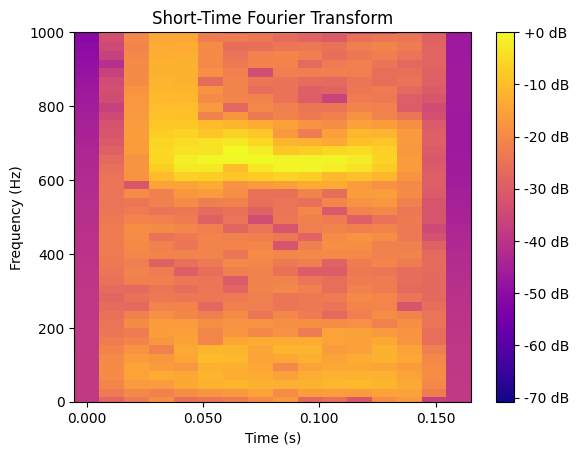 Short-Time Fourier Transform
1000
800
600
400
200
0
Frequency (Hz)
0.000
0.050
0.100
0.150
Time (s)
+0 dB
-10 dB
-20 dB
-30 dB
-40 dB
-50 dB
-60 dB
-70 dB